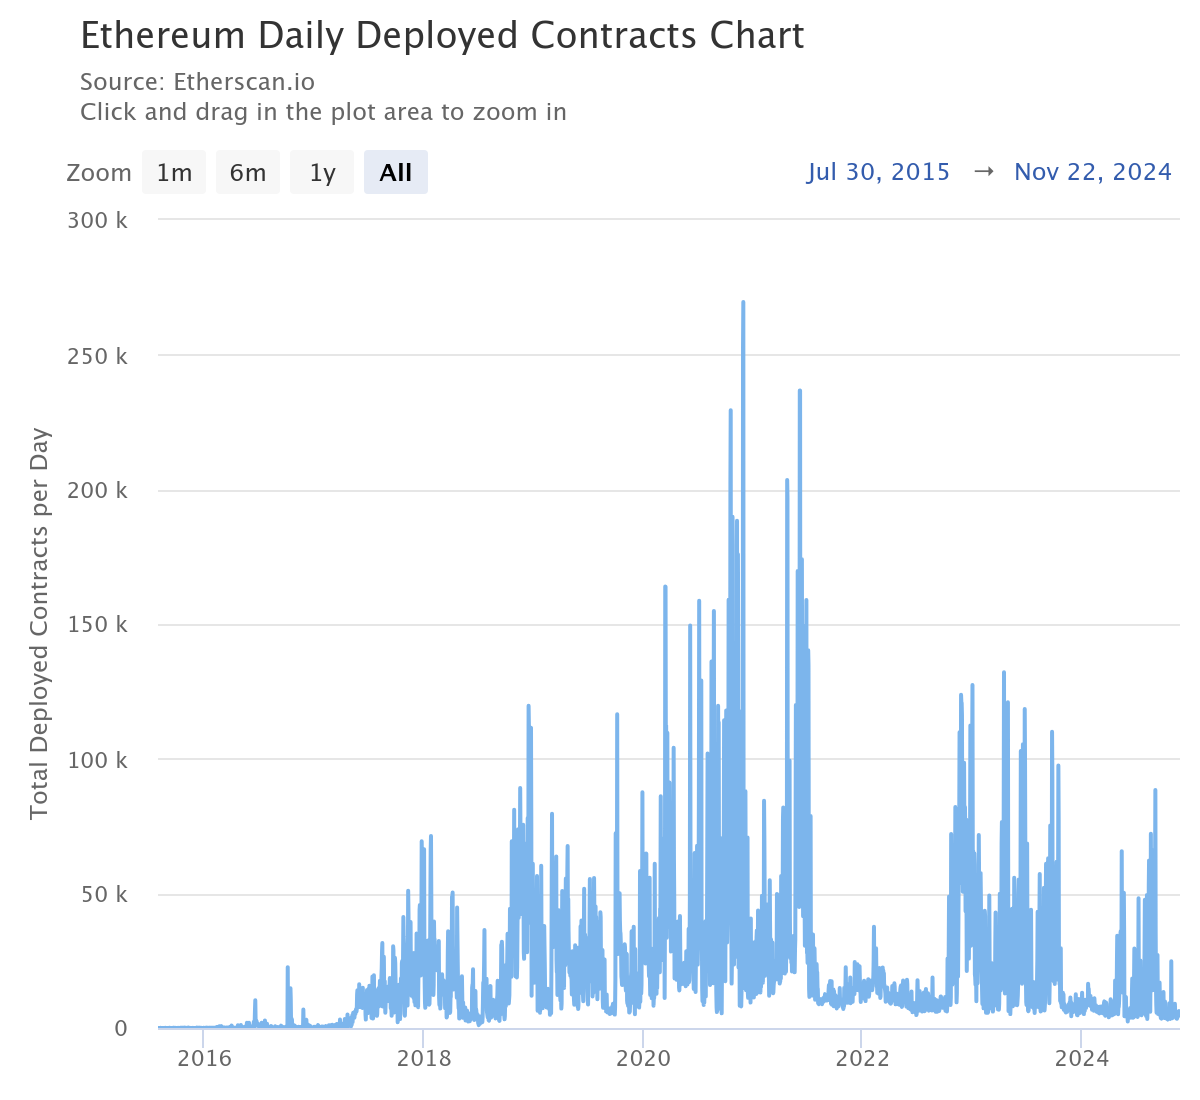 Ethereum Daily Deployed Contracts Chart
Source: Etherscan.io
Click and drag in the plot area to zoom in
Zoom 1m 6m 1y All Jul 30, 2015 → Nov 22, 2024
Total Deployed Contracts per Day
300 k
250 k
200 k
150 k
100 k
50 k
0
2016 2018 2020 2022 2024